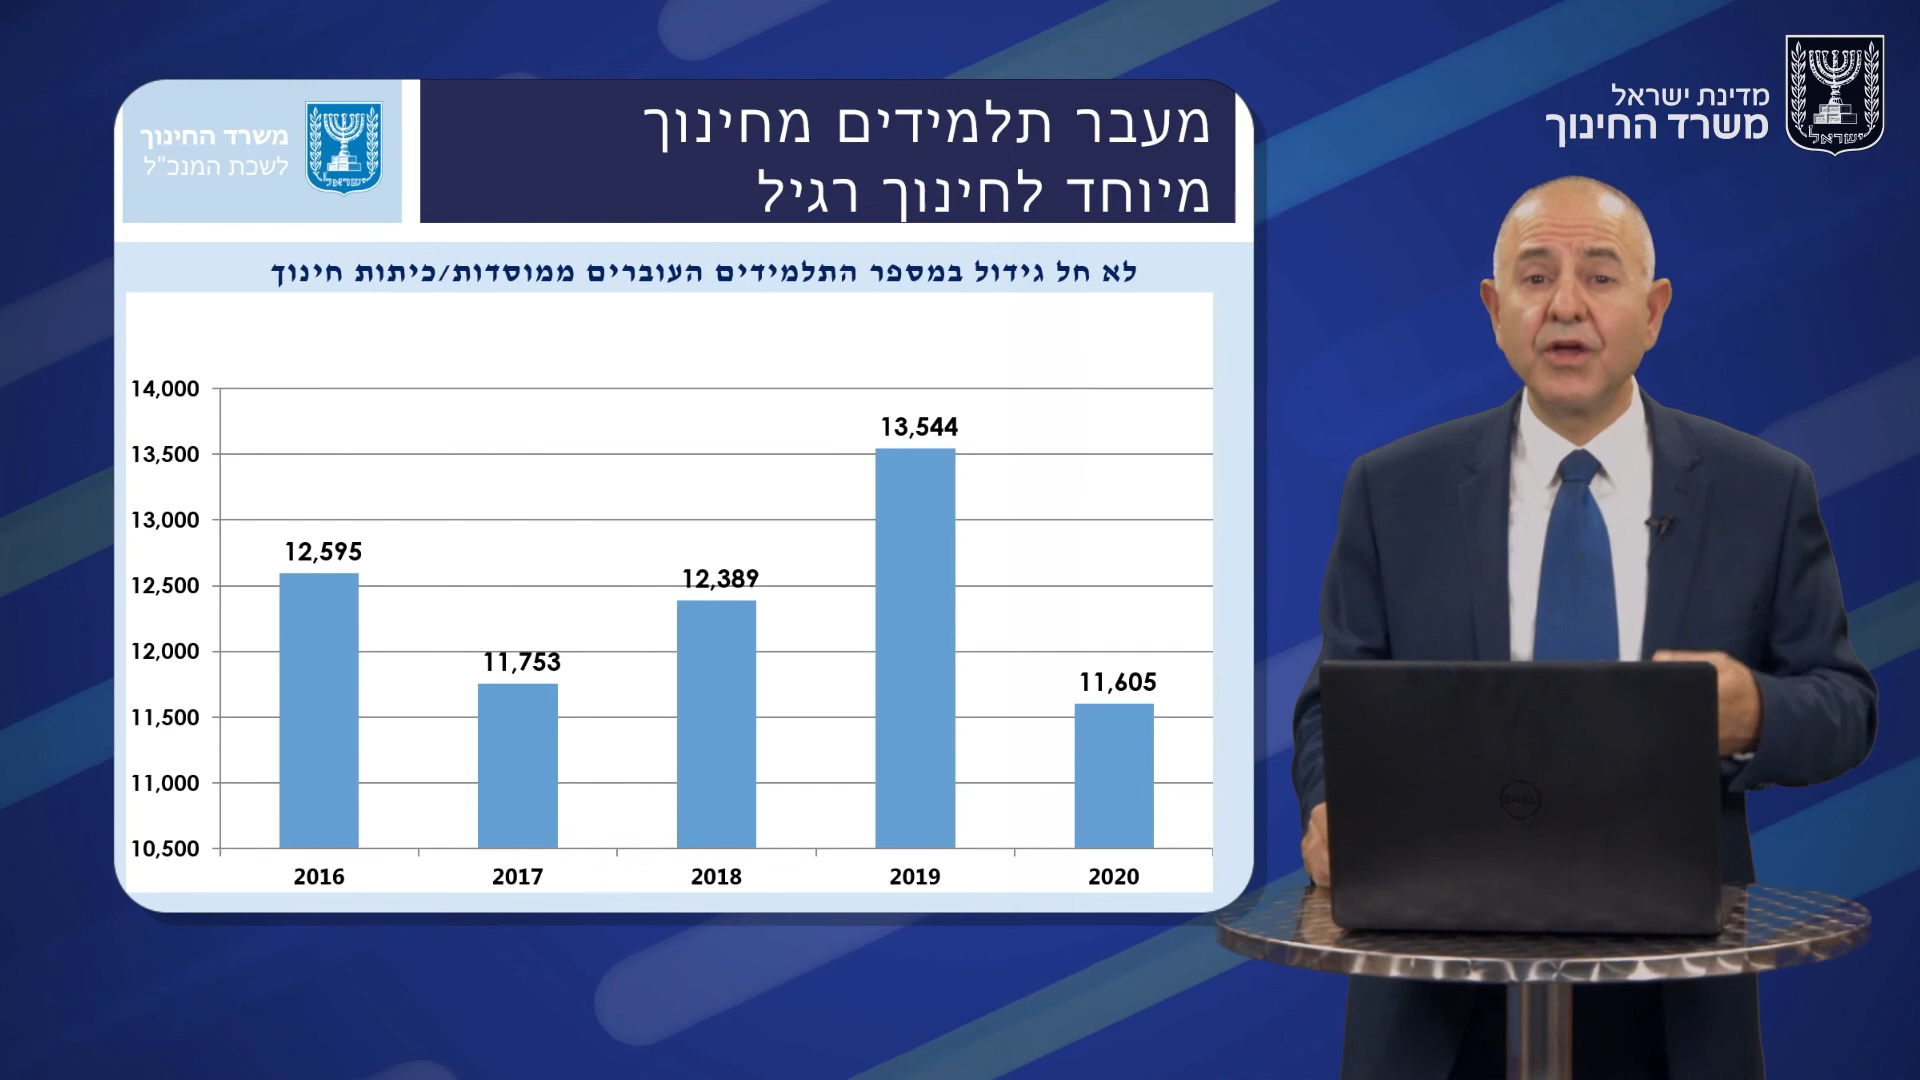 מדינת ישראל
משרד החינוך
ישראל
משרד החינוך
לשכת המנכ"ל
ישראל
מעבר תלמידים מחינוך
מיוחד לחינוך רגיל
לא חל גידול במספר התלמידים העוברים ממוסדות/כיתות חינוך
14,000
13,500
13,000
12,500
12,000
11,500
11,000
10,500
12,595
11,753
12,389
13,544
11,605
2016
2017
2018
2019
2020
DELL